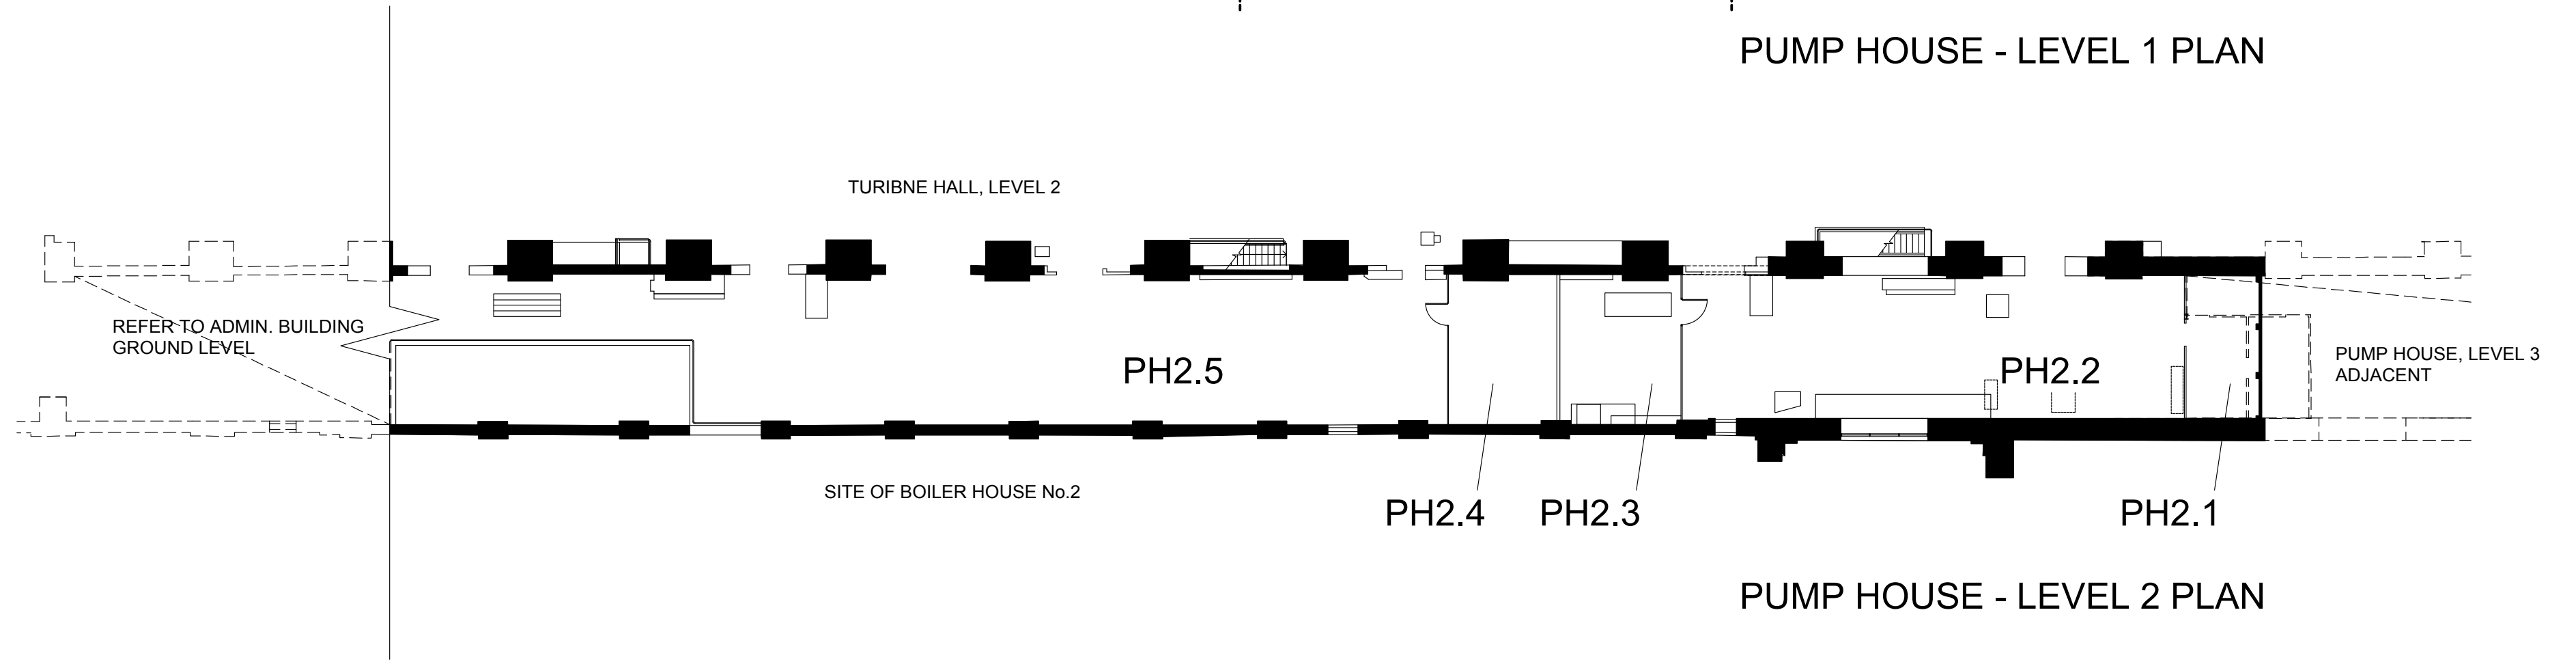 PUMP HOUSE - LEVEL 1 PLAN
TURIBNE HALL, LEVEL 2
REFER TO ADMIN. BUILDING
GROUND LEVEL
PH2.5
PH2.2
PUMP HOUSE, LEVEL 3
ADJACENT
SITE OF BOILER HOUSE No.2
PH2.4
PH2.3
PH2.1
PUMP HOUSE - LEVEL 2 PLAN